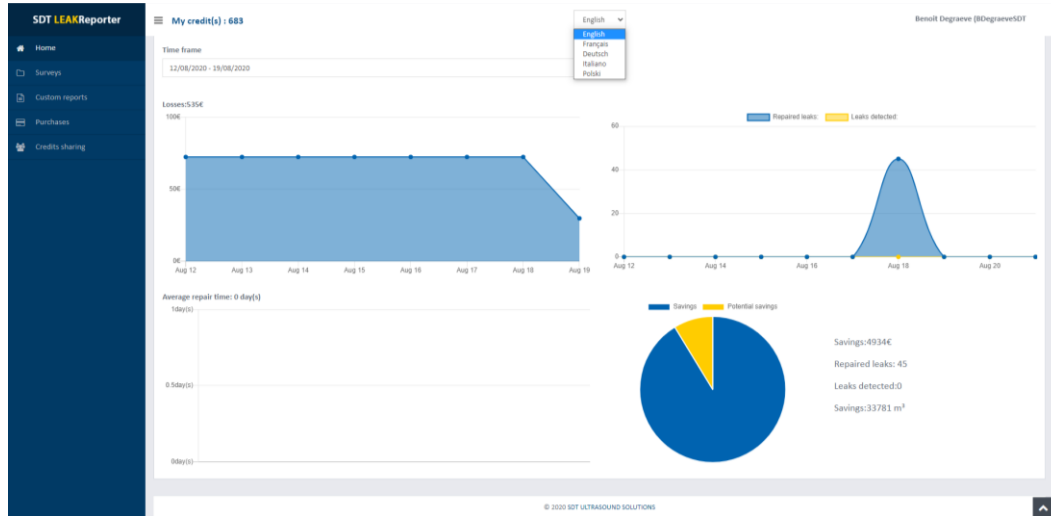 SDT LEAKReporter
My credit(s) : 683
English
Benoit Degraeve (BDegraeveSDT
English
Français
Deutsch
Italiano
Polski
Home
Surveys
Custom reports
Purchases
Credits sharing
Time frame
12/08/2020 - 19/08/2020
Losses:535€
100€
50€
0€
Aug 12 Aug 13 Aug 14 Aug 15 Aug 16 Aug 17 Aug 18 Aug 19
Repaired leaks: Leaks detected:
60
40
20
0
Aug 12 Aug 14 Aug 16 Aug 18 Aug 20
Average repair time: 0 day(s)
1day(s)
0.5day(s)
0day(s)
Savings Potential savings
Savings:4934€
Repaired leaks: 45
Leaks detected:0
Savings:33781 m³
© 2020 SDT ULTRASOUND SOLUTIONS